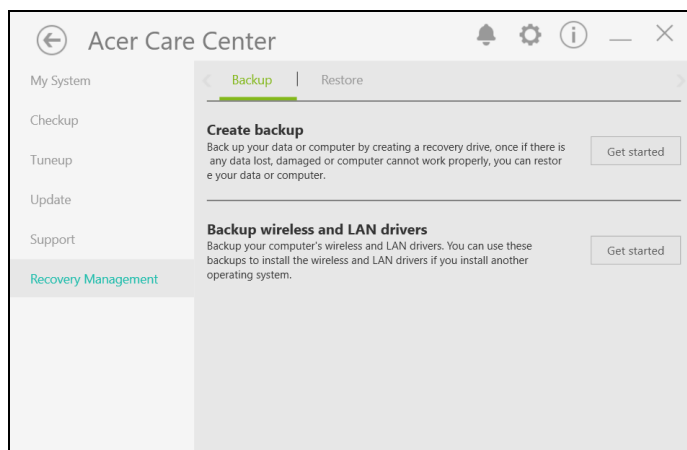 Acer Care Center
My System
Checkup
Tuneup
Update
Support
Recovery Management
Backup | Restore
Create backup
Back up your data or computer by creating a recovery drive, once if there is
any data lost, damaged or computer cannot work properly, you can restor
e your data or computer.
Get started
Backup wireless and LAN drivers
Backup your computer's wireless and LAN drivers. You can use these
backups to install the wireless and LAN drivers if you install another
operating system.
Get started